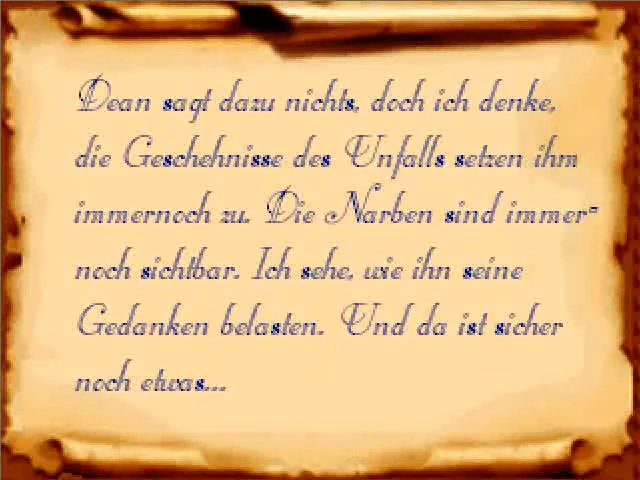 Dean sagt dazu nichts, doch ich denke,
die Geschehnisse des Unfalls setzen ihm
immernoch zu. Die Narben sind immer=
noch sichtbar. Ich sehe, wie ihn seine
Gedanken belasten. Und da ist sicher
noch etwas...